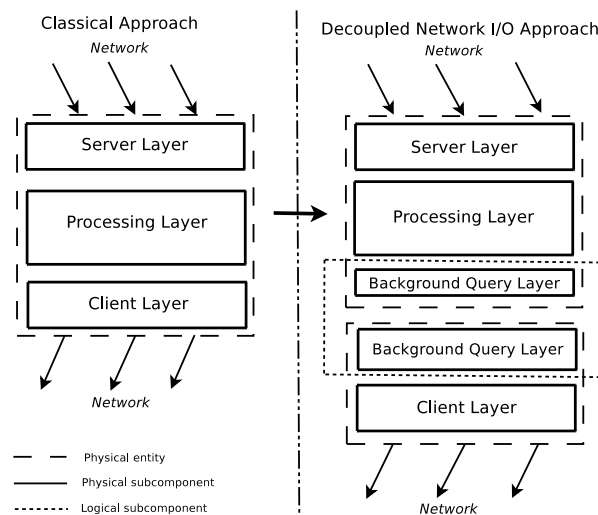 Classical Approach
Network
Server Layer
Processing Layer
Client Layer
Network
Decoupled Network I/O Approach
Network
Server Layer
Processing Layer
Background Query Layer
Background Query Layer
Client Layer
Network
Physical entity
Physical subcomponent
Logical subcomponent